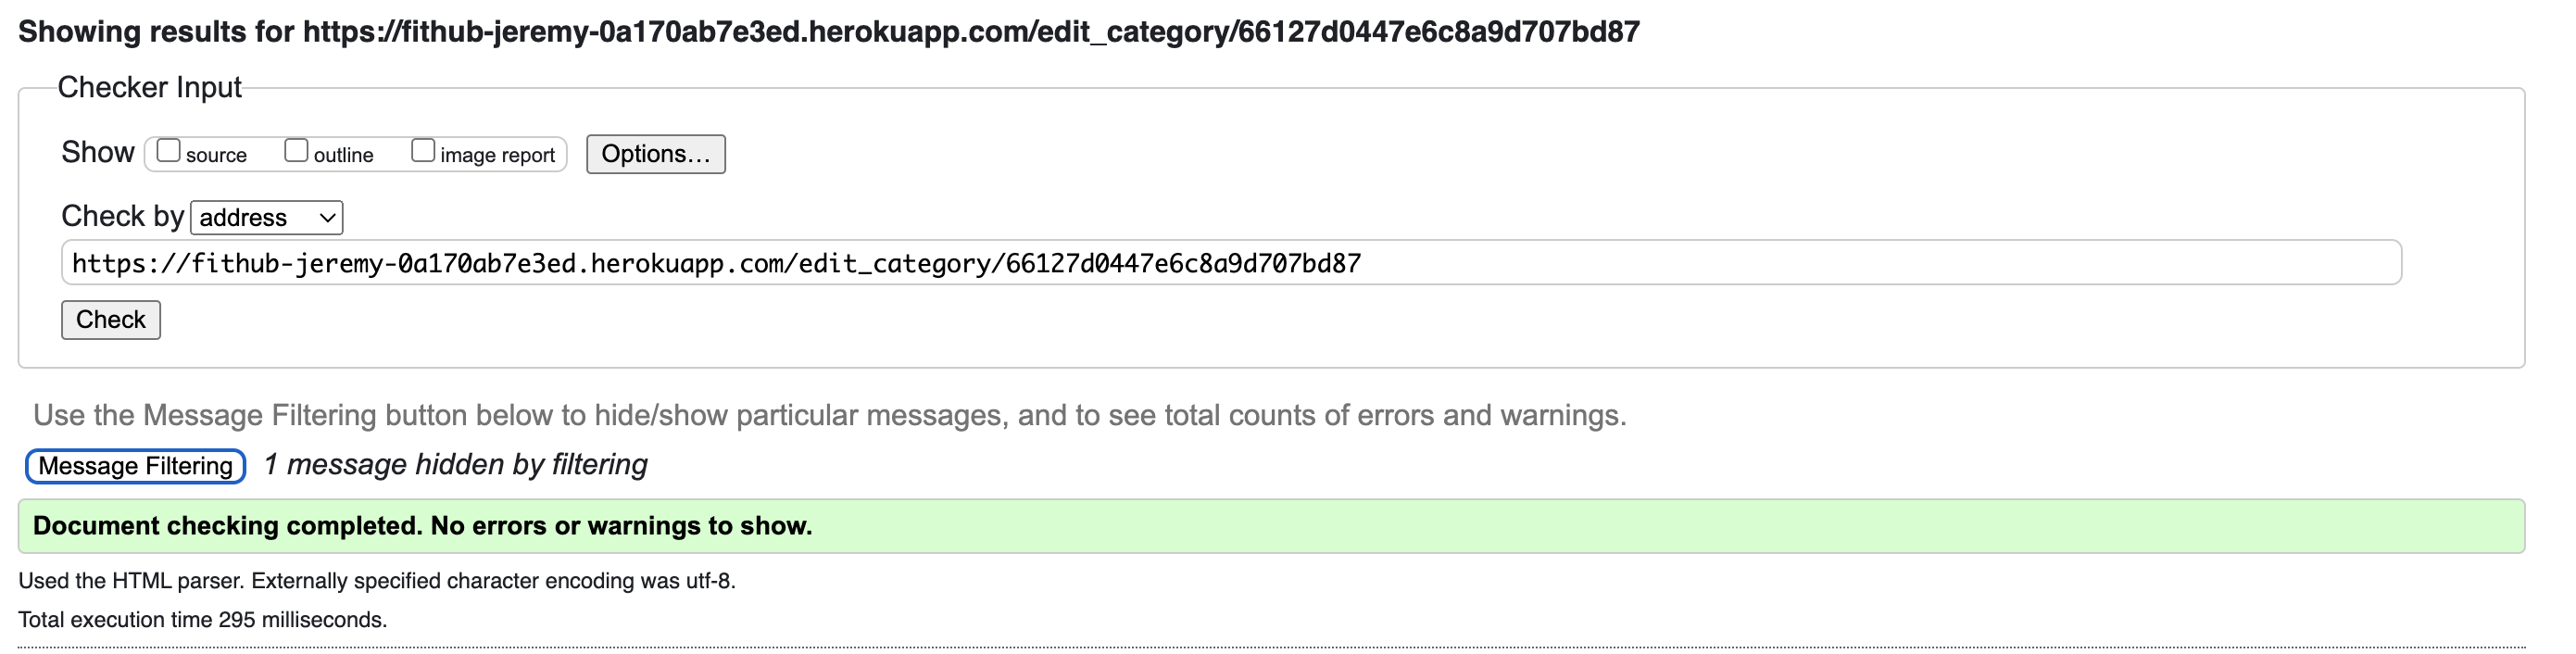 Showing results for https://fithub-jeremy-0a170ab7e3ed.herokuapp.com/edit_category/66127d0447e6c8a9d707bd87
Checker Input
Show source outline image report Options...
Check by address
https://fithub-jeremy-0a170ab7e3ed.herokuapp.com/edit_category/66127d0447e6c8a9d707bd87
Check
Use the Message Filtering button below to hide/show particular messages, and to see total counts of errors and warnings.
Message Filtering 1 message hidden by filtering
Document checking completed. No errors or warnings to show.
Used the HTML parser. Externally specified character encoding was utf-8.
Total execution time 295 milliseconds.